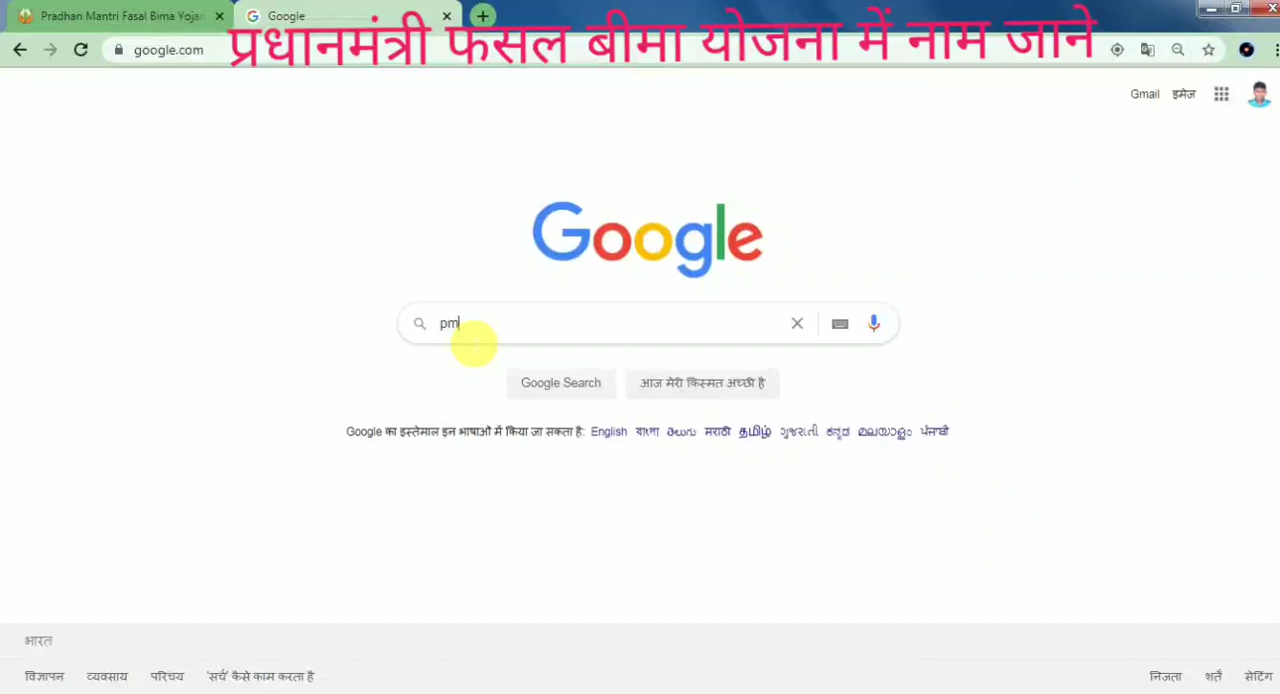 Pradhan Mantri Fasal Bima Yojan
Google
google.com
प्रधानमंत्री फसल बीमा योजना में नाम जाने
Gmail इमेज
Google
pm
Google Search आज मेरी किस्मत अच्छी है
Google का इस्तेमाल इन भाषाओं में किया जा सकता है: English বাংলা తెలుగు मराठी தமிழ் ગુજરાતી ಕನ್ನಡ മലയാളം ਪੰਜਾਬੀ
भारत
विज्ञापन व्यवसाय परिचय 'सर्च' कैसे काम करता है निजता शर्तें सेटिंग